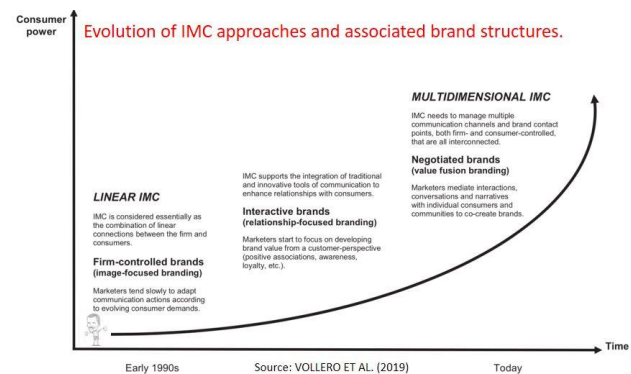 Consumer
power
Evolution of IMC approaches and associated brand structures.
MULTIDIMENSIONAL IMC
IMC needs to manage multiple
communication channels and brand contact
points, both firm- and consumer-controlled,
that are all interconnected.
Negotiated brands
(value fusion branding)
Marketers mediate interactions,
conversations and narratives
with individual consumers and
communities to co-create brands.
IMC supports the integration of traditional
and innovative tools of communication to
enhance relationships with consumers.
Interactive brands
(relationship-focused branding)
Marketers start to focus on developing
brand value from a customer-perspective
(positive associations, awareness,
loyalty, etc.).
LINEAR IMC
IMC is considered essentially as
the combination of linear
connections between the firm and
consumers.
Firm-controlled brands
(image-focused branding)
Marketers tend slowly to adapt
communication actions according
to evolving consumer demands.
Time
Early 1990s
Source: VOLLERO ET AL. (2019)
Today